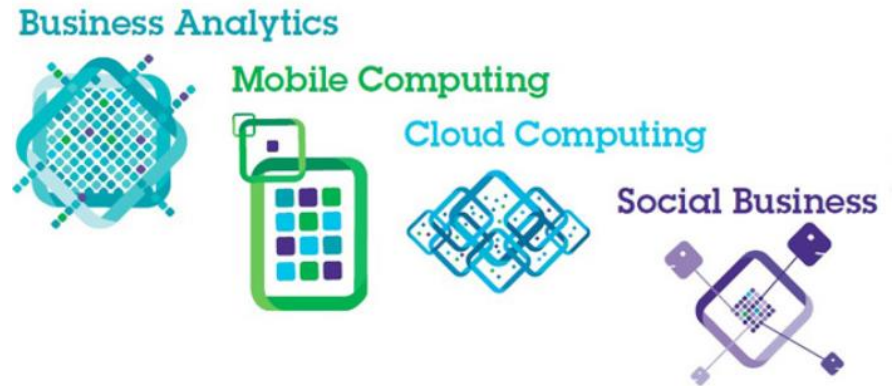 Business Analytics
Mobile Computing
Cloud Computing
Social Business